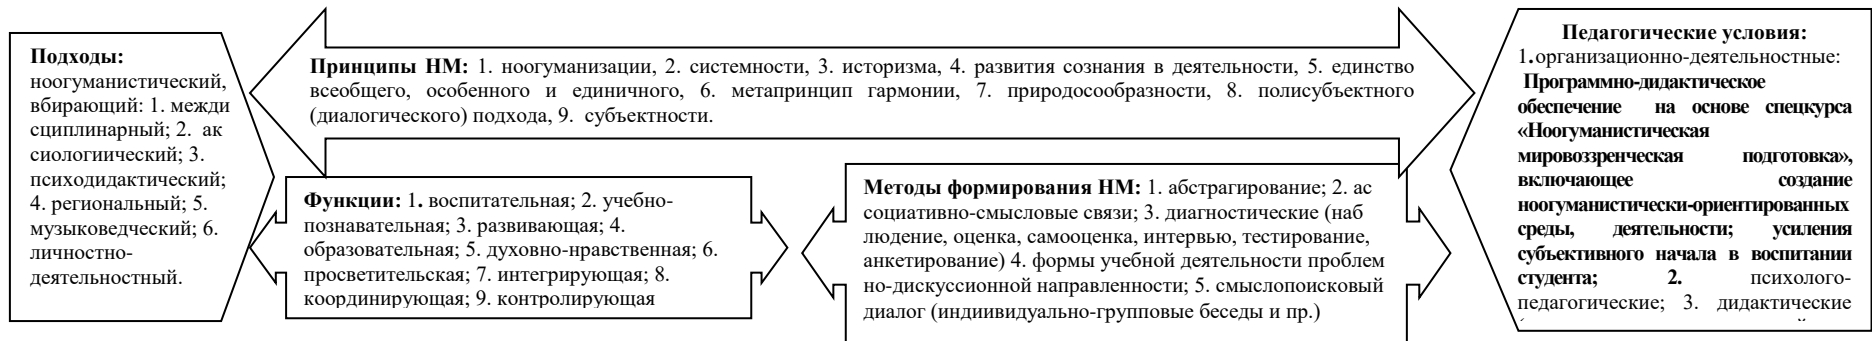 Подходы:
ноогуманистический,
вбирающий: 1. межди
сциплинарный; 2. ак
сиологиический; 3.
психодидактический;
4. региональный; 5.
музыковедческий; 6.
личностно-
деятельностный.
Принципы НМ: 1. ноогуманизации, 2. системности, 3. историзма, 4. развития сознания в деятельности, 5. единство
всеобщего, особенного и единичного, 6. метапринцип гармонии, 7. природосообразности, 8. полисубъектного
(диалогического) подхода, 9. субъектности.
Функции: 1. воспитательная; 2. учебно-
познавательная; 3. развивающая; 4.
образовательная; 5. духовно-нравственная; 6.
просветительская; 7. интегрирующая; 8.
координирующая; 9. контролирующая
Методы формирования НМ: 1. абстрагирование; 2. ас
социативно-смысловые связи; 3. диагностические (наб
людение, оценка, самооценка, интервью, тестирование,
анкетирование) 4. формы учебной деятельности проблем
но-дискуссионной направленности; 5. смыслопоисковый
диалог (индиивидуально-групповые беседы и пр.)
Педагогические условия:
1.организационно-деятельностные:
Программно-дидактическое
обеспечение на основе спецкурса
«Ноогуманистическая
мировоззренческая подготовка»,
включающее создание
ноогуманистически-ориентированных
среды, деятельности; усиления
субъективного начала в воспитании
студента; 2. психолого-
педагогические; 3. дидактические